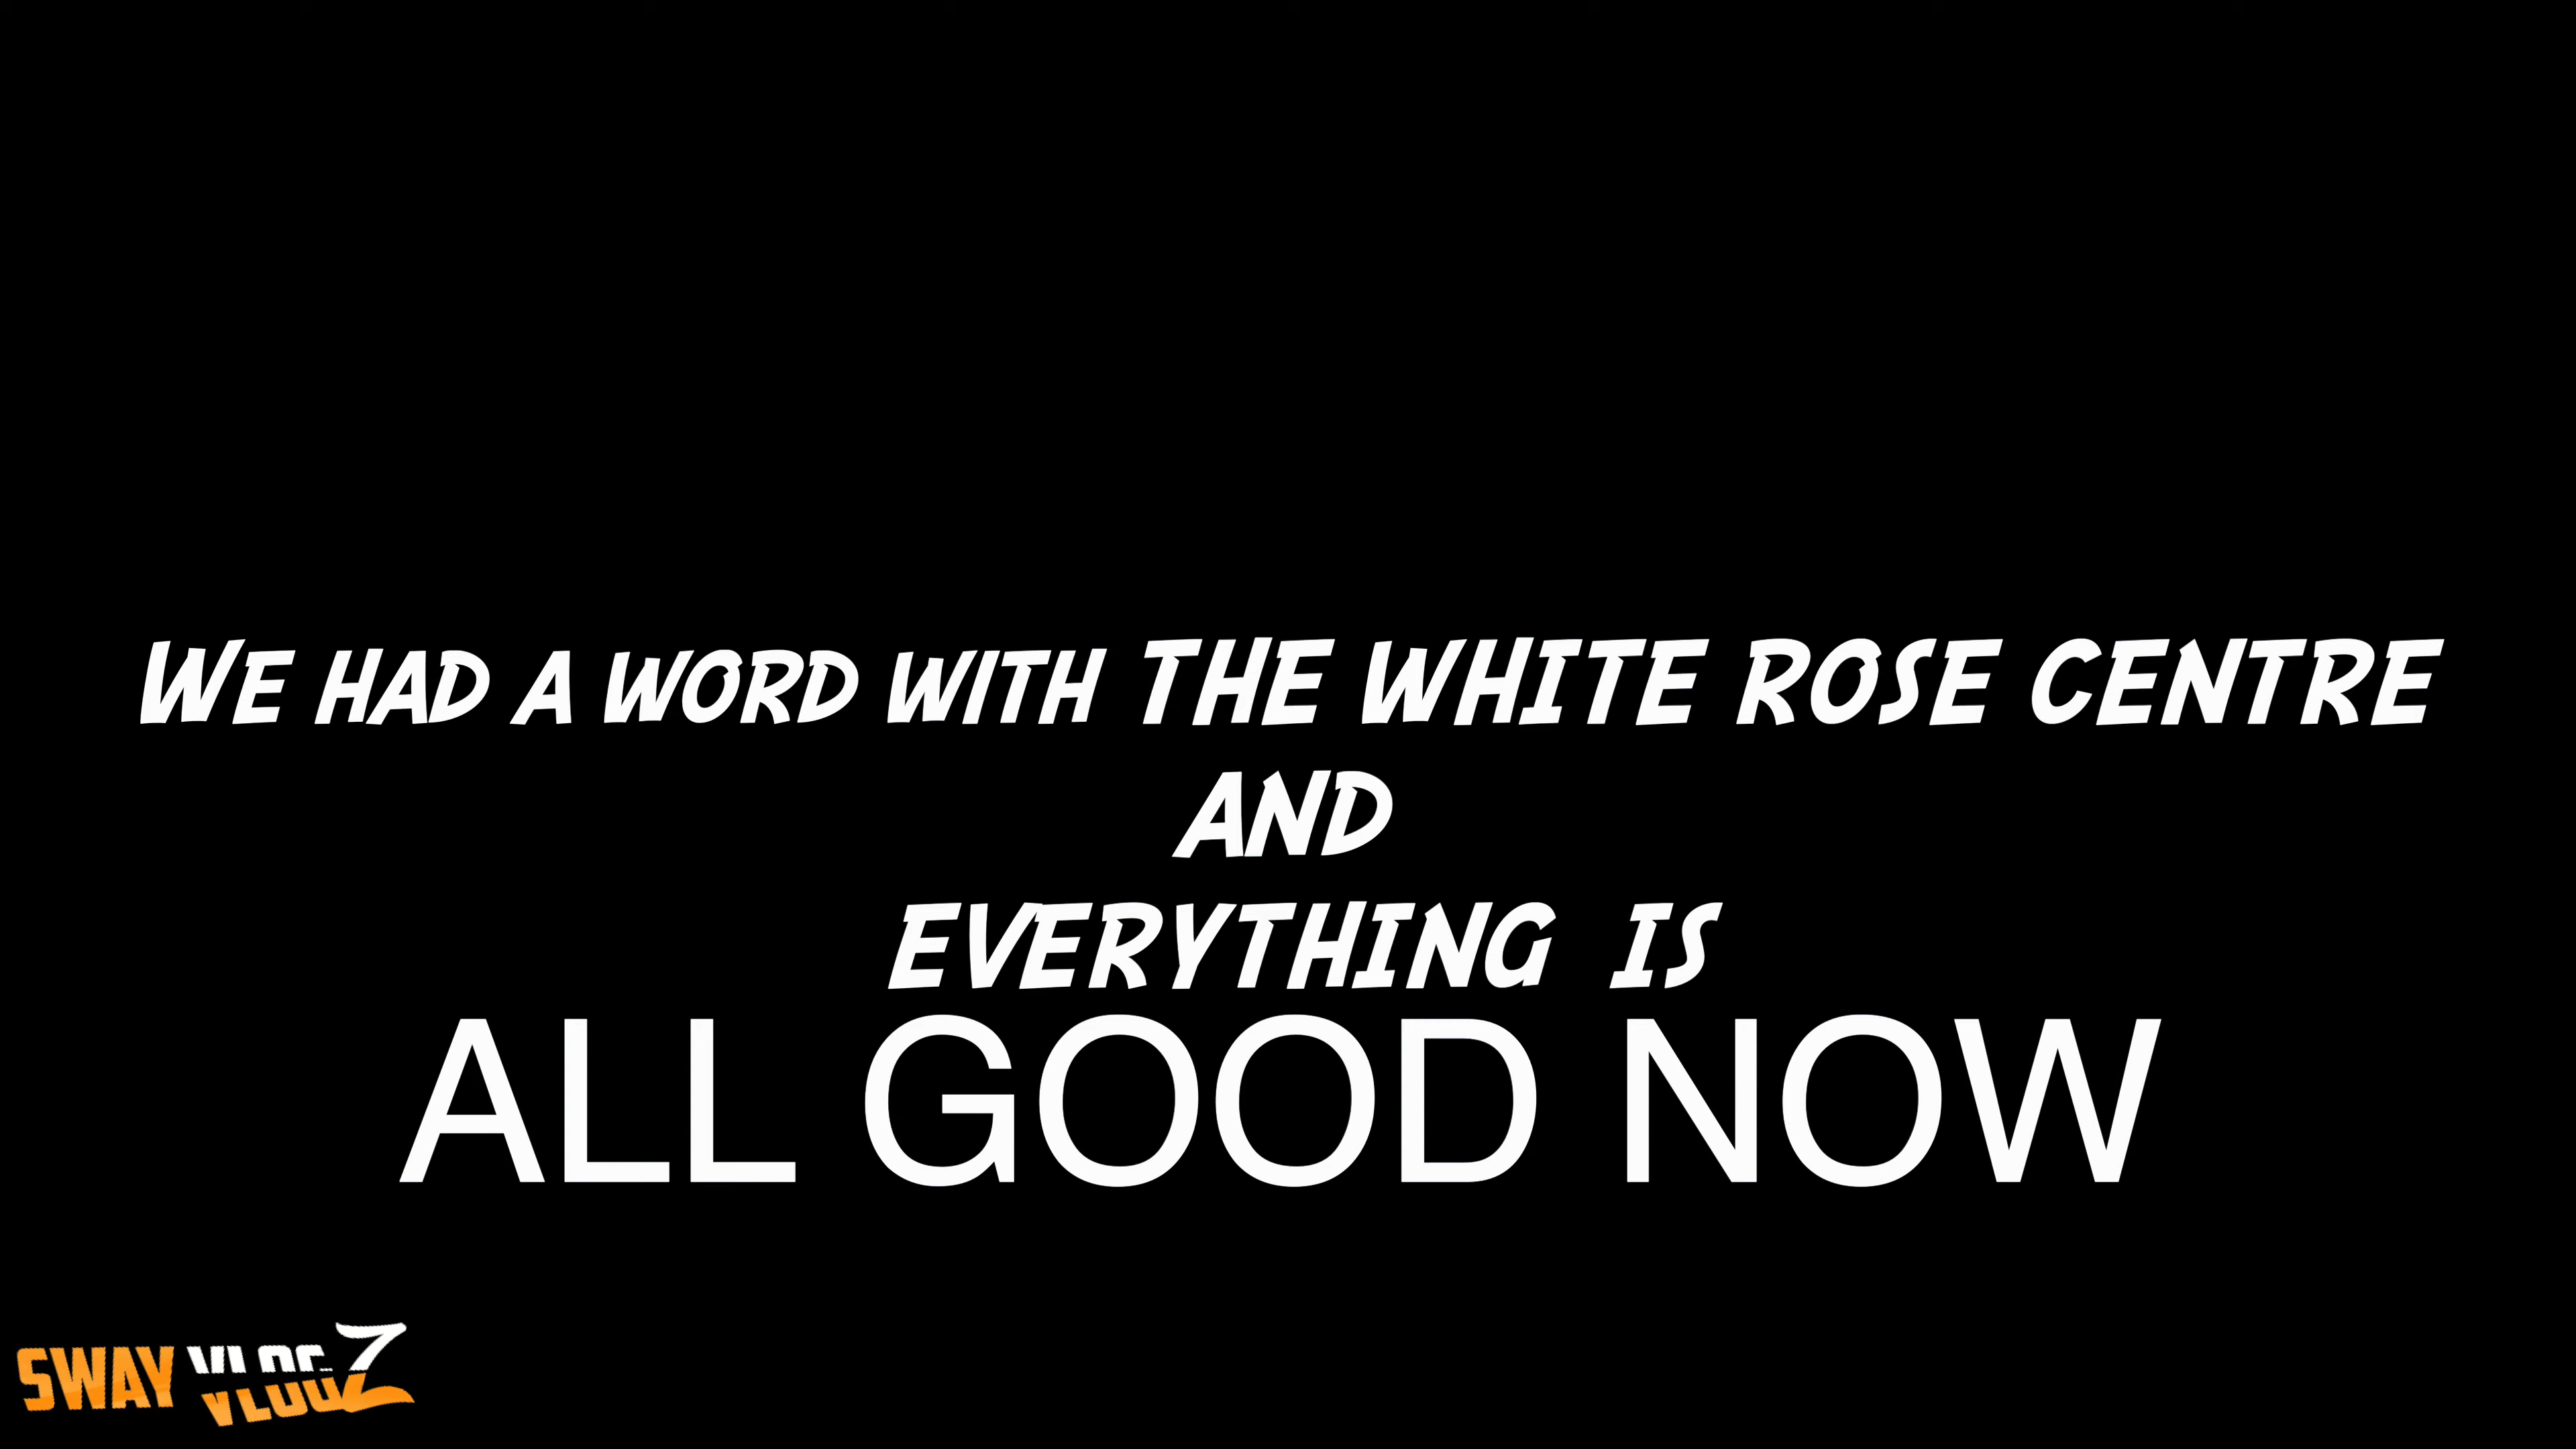 WE HAD A WORD WITH THE WHITE ROSE CENTRE
AND
EVERYTHING IS
ALL GOOD NOW
SWAY VLOGZ